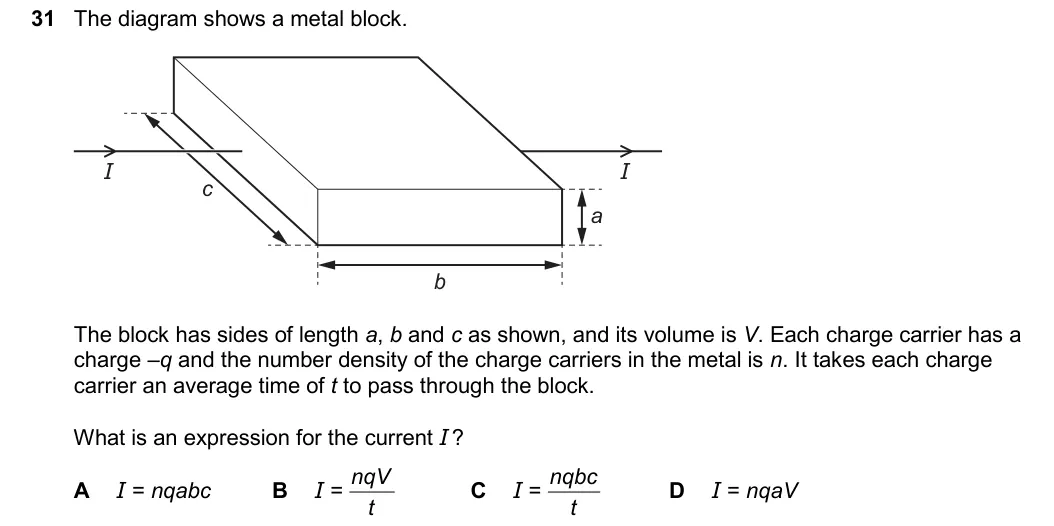 31 The diagram shows a metal block.
I
I
c
a
b
The block has sides of length a, b and c as shown, and its volume is V. Each charge carrier has a
charge –q and the number density of the charge carriers in the metal is n. It takes each charge
carrier an average time of t to pass through the block.
What is an expression for the current I?
A I = nqabc B I = nqV/t C I = nqbc/t D I = nqaV